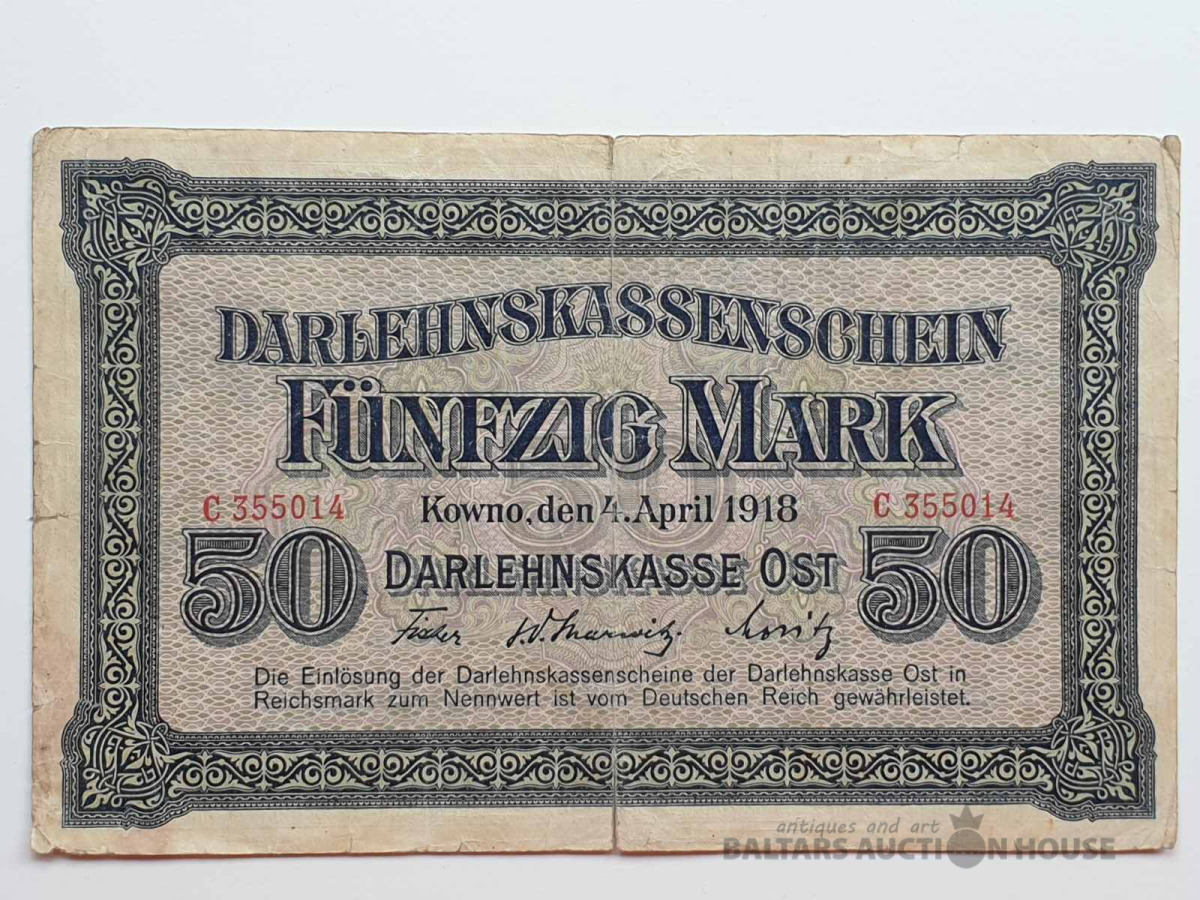 DARLEHNSKASSENSCHEIN
FÜNFZIG MARK
C 355014 Kowno, den 4. April 1918 C 355014
50 DARLEHNSKASSE OST 50
Die Einlösung der Darlehnskassenscheine der Darlehnskasse Ost in
Reichsmark zum Nennwert ist vom Deutschen Reich gewährleistet.
antiques and art
BALTARS AUCTION HOUSE